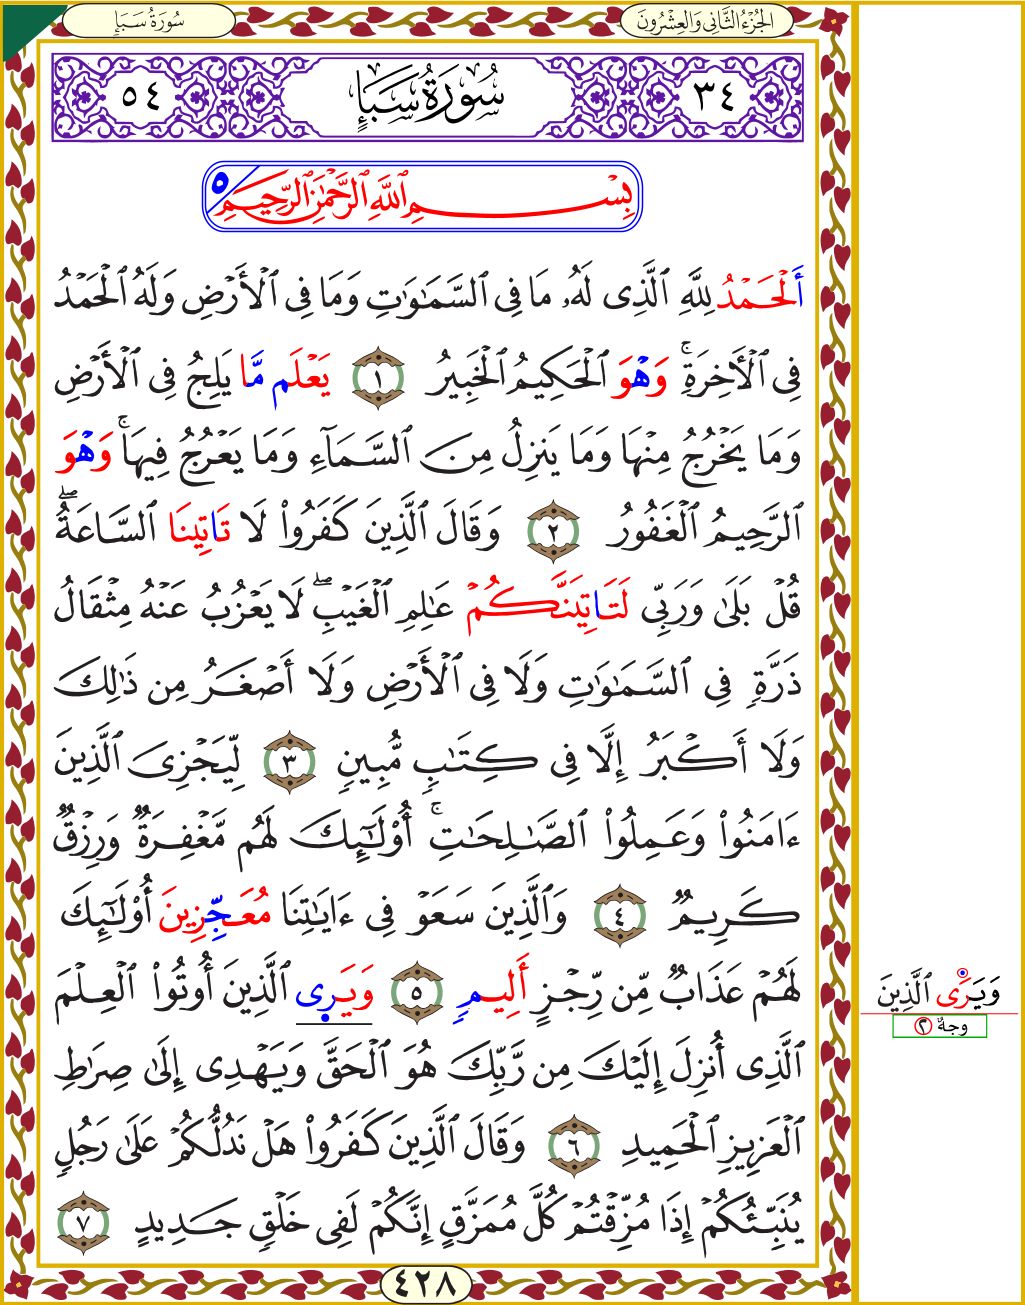 الجُزْءُ الثَّانِي وَالعِشْرُونَ
سُورَةُ سَبَإٍ
٣٤
سُورَةُ سَبَإٍ
٥٤
بِسْمِ ٱللَّهِ ٱلرَّحْمَٰنِ ٱلرَّحِيمِ ٥
أَلْحَمْدُ لِلَّهِ ٱلَّذِى لَهُۥ مَا فِى ٱلسَّمَٰوَٰتِ وَمَا فِى ٱلْأَرْضِ وَلَهُ ٱلْحَمْدُ
فِى ٱلْأَخِرَةِۚ وَهْوَ ٱلْحَكِيمُ ٱلْخَبِيرُ ١ يَعْلَم مَّا يَلِجُ فِى ٱلْأَرْضِ
وَمَا يَخْرُجُ مِنْهَا وَمَا يَنزِلُ مِنَ ٱلسَّمَآءِ وَمَا يَعْرُجُ فِيهَاۚ وَهْوَ
ٱلرَّحِيمُ ٱلْغَفُورُ ٢ وَقَالَ ٱلَّذِينَ كَفَرُوا۟ لَا تَاتِينَا ٱلسَّاعَةُۖ
قُلْ بَلَىٰ وَرَبِّى لَتَاتِيَنَّكُمْ عَٰلِمِ ٱلْغَيْبِۖ لَا يَعْزُبُ عَنْهُ مِثْقَالُ
ذَرَّةٍ فِى ٱلسَّمَٰوَٰتِ وَلَا فِى ٱلْأَرْضِ وَلَا أَصْغَرُ مِن ذَٰلِكَ
وَلَا أَكْبَرُ إِلَّا فِى كِتَٰبٍ مُّبِينٍ ٣ لِّيَجْزِىَ ٱلَّذِينَ
ءَامَنُوا۟ وَعَمِلُوا۟ ٱلصَّٰلِحَٰتِۚ أُو۟لَٰٓئِكَ لَهُم مَّغْفِرَةٌ وَرِزْقٌ
كَرِيمٌ ٤ وَٱلَّذِينَ سَعَوْ فِى ءَايَٰتِنَا مُعَجِّزِينَ أُو۟لَٰٓئِكَ
لَهُمْ عَذَابٌ مِّن رِّجْزٍ أَلِيمٍ ٥ وَيَرِى ٱلَّذِينَ أُوتُوا۟ ٱلْعِلْمَ
ٱلَّذِى أُنزِلَ إِلَيْكَ مِن رَّبِّكَ هُوَ ٱلْحَقَّ وَيَهْدِى إِلَىٰ صِرَٰطِ
ٱلْعَزِيزِ ٱلْحَمِيدِ ٦ وَقَالَ ٱلَّذِينَ كَفَرُوا۟ هَلْ نَدُلُّكُمْ عَلَىٰ رَجُلٍ
يُنَبِّئُكُمْ إِذَا مُزِّقْتُمْ كُلَّ مُمَزَّقٍ إِنَّكُمْ لَفِى خَلْقٍ جَدِيدٍ ٧
وَيَرَى ٱلَّذِينَ
وجهٌ ٢
٤٢٨